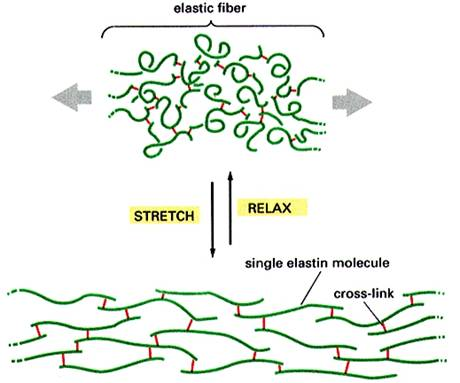 elastic fiber
STRETCH
RELAX
single elastin molecule
cross-link